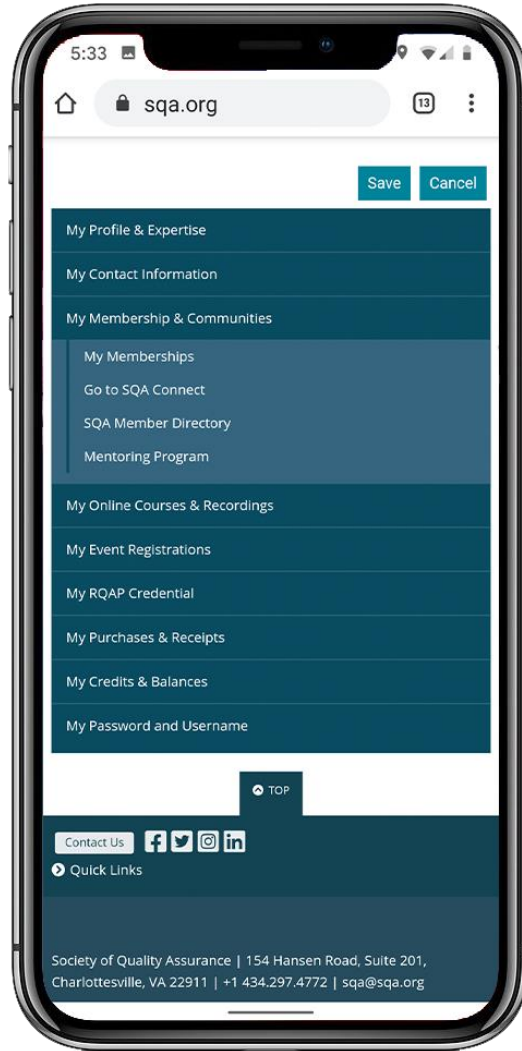 5:33
sqa.org
13
Save Cancel
My Profile & Expertise
My Contact Information
My Membership & Communities
My Memberships
Go to SQA Connect
SQA Member Directory
Mentoring Program
My Online Courses & Recordings
My Event Registrations
My RQAP Credential
My Purchases & Receipts
My Credits & Balances
My Password and Username
TOP
Contact Us
Quick Links
Society of Quality Assurance | 154 Hansen Road, Suite 201,
Charlottesville, VA 22911 | +1 434.297.4772 | sqa@sqa.org